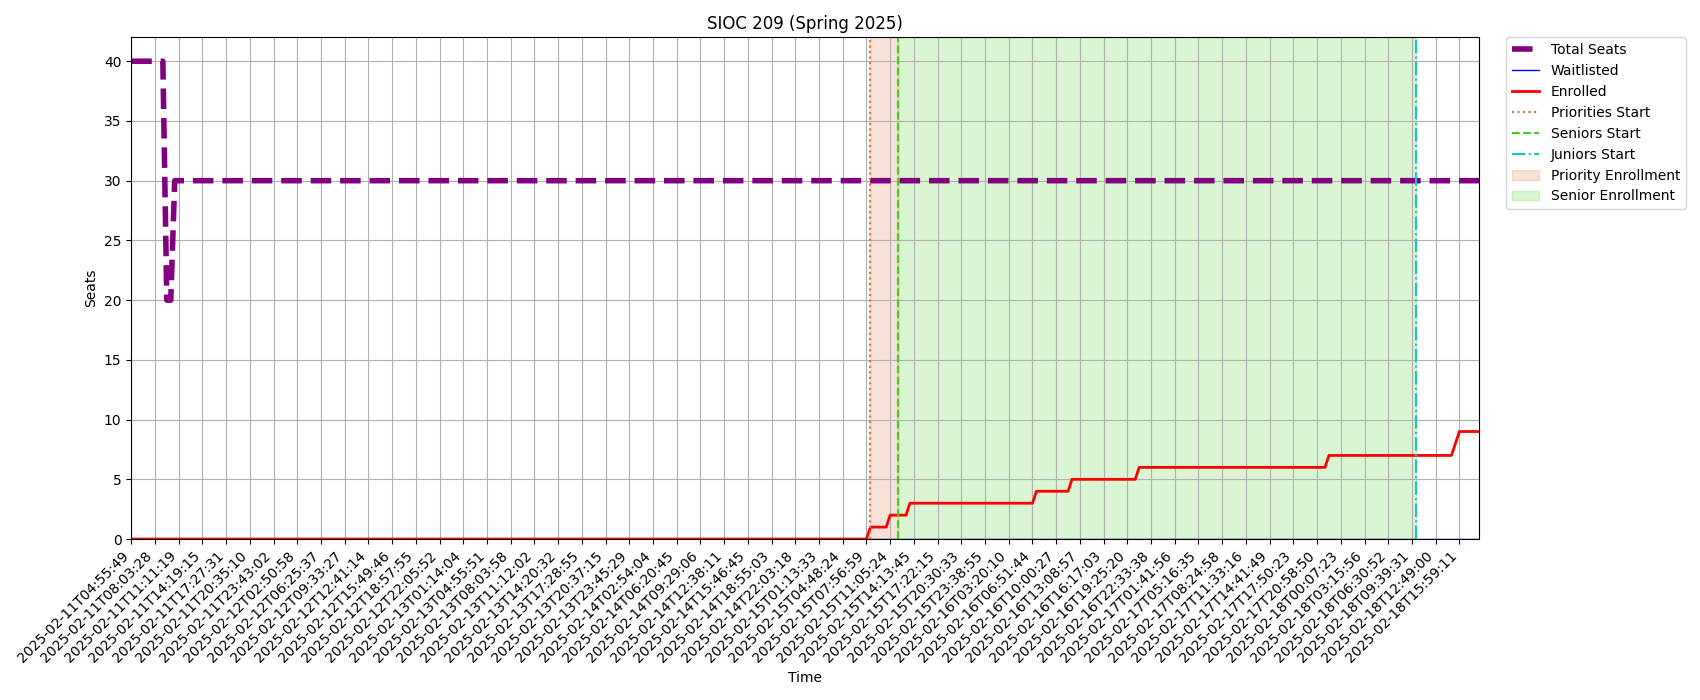 SIOC 209 (Spring 2025)
40
35
30
25
20
15
10
5
0
Seats
2025-02-11T04:55:49
2025-02-11T08:03:28
2025-02-11T11:11:19
2025-02-11T14:19:15
2025-02-11T17:27:31
2025-02-11T20:35:10
2025-02-11T23:43:02
2025-02-12T02:50:58
2025-02-12T06:25:37
2025-02-12T09:33:27
2025-02-12T12:41:14
2025-02-12T15:49:46
2025-02-12T18:57:55
2025-02-12T22:05:52
2025-02-13T01:14:04
2025-02-13T04:55:51
2025-02-13T08:03:58
2025-02-13T11:12:02
2025-02-13T14:20:32
2025-02-13T17:28:55
2025-02-13T20:37:15
2025-02-13T23:45:29
2025-02-14T02:54:04
2025-02-14T06:20:45
2025-02-14T09:29:06
2025-02-14T12:38:11
2025-02-14T15:46:45
2025-02-14T18:55:03
2025-02-14T22:03:18
2025-02-15T01:13:33
2025-02-15T04:48:24
2025-02-15T07:56:59
2025-02-15T11:05:24
2025-02-15T14:13:45
2025-02-15T17:22:15
2025-02-15T20:30:33
2025-02-15T23:38:55
2025-02-16T03:20:10
2025-02-16T06:51:44
2025-02-16T10:00:27
2025-02-16T13:08:57
2025-02-16T16:17:03
2025-02-16T19:25:20
2025-02-16T22:33:38
2025-02-17T01:41:56
2025-02-17T05:16:35
2025-02-17T08:24:58
2025-02-17T11:33:16
2025-02-17T14:41:49
2025-02-17T17:50:23
2025-02-17T20:58:50
2025-02-18T00:07:23
2025-02-18T03:15:56
2025-02-18T06:30:52
2025-02-18T09:39:31
2025-02-18T12:49:00
2025-02-18T15:59:11
Time
Total Seats
Waitlisted
Enrolled
Priorities Start
Seniors Start
Juniors Start
Priority Enrollment
Senior Enrollment